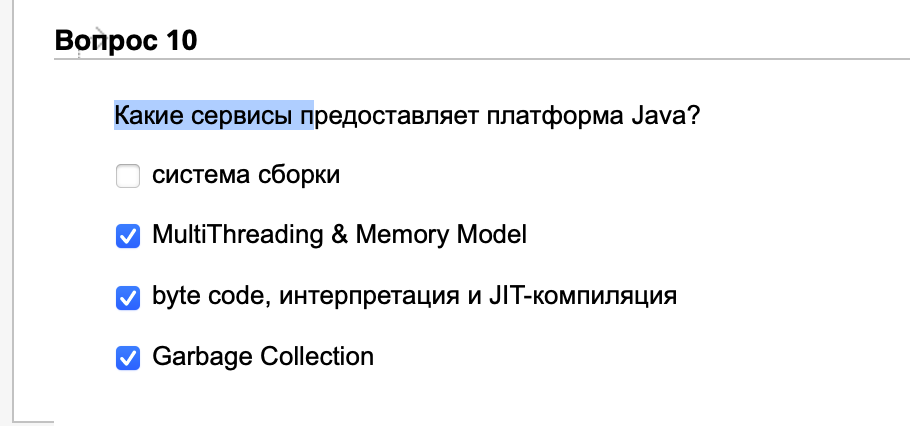 Вопрос 10
Какие сервисы предоставляет платформа Java?
система сборки
MultiThreading & Memory Model
byte code, интерпретация и JIT-компиляция
Garbage Collection